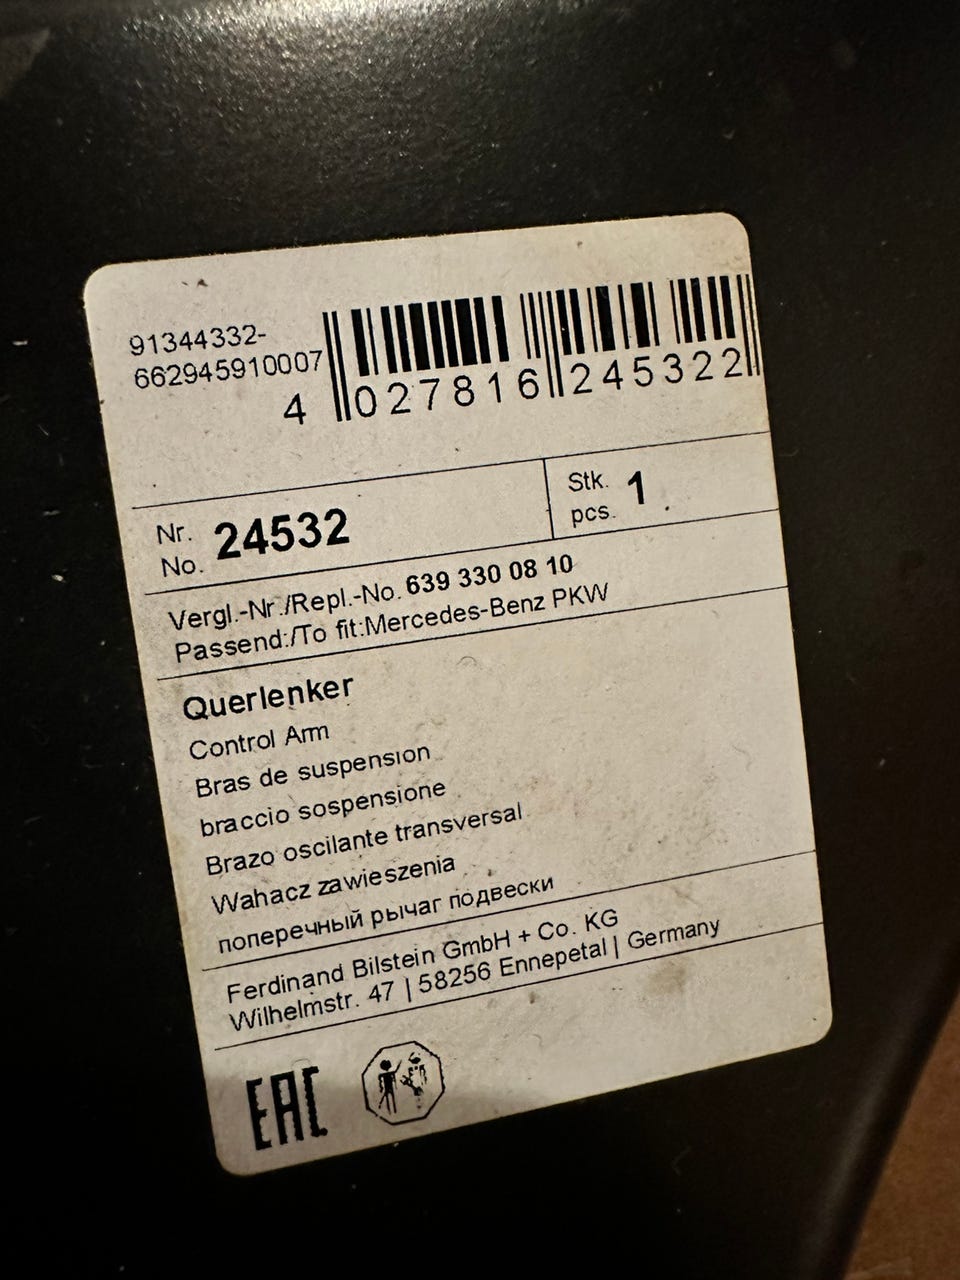 91344332-
662945910007
4 027816 245322
Nr.
No. 24532
Stk.
pcs. 1
Vergl.-Nr./Repl.-No. 639 330 08 10
Passend:/To fit:Mercedes-Benz PKW
Querlenker
Control Arm
Bras de suspension
braccio sospensione
Brazo oscilante transversal
Wahacz zawieszenia
поперечный рычаг подвески
Ferdinand Bilstein GmbH + Co. KG
Wilhelmstr. 47 | 58256 Ennepetal | Germany
EAC